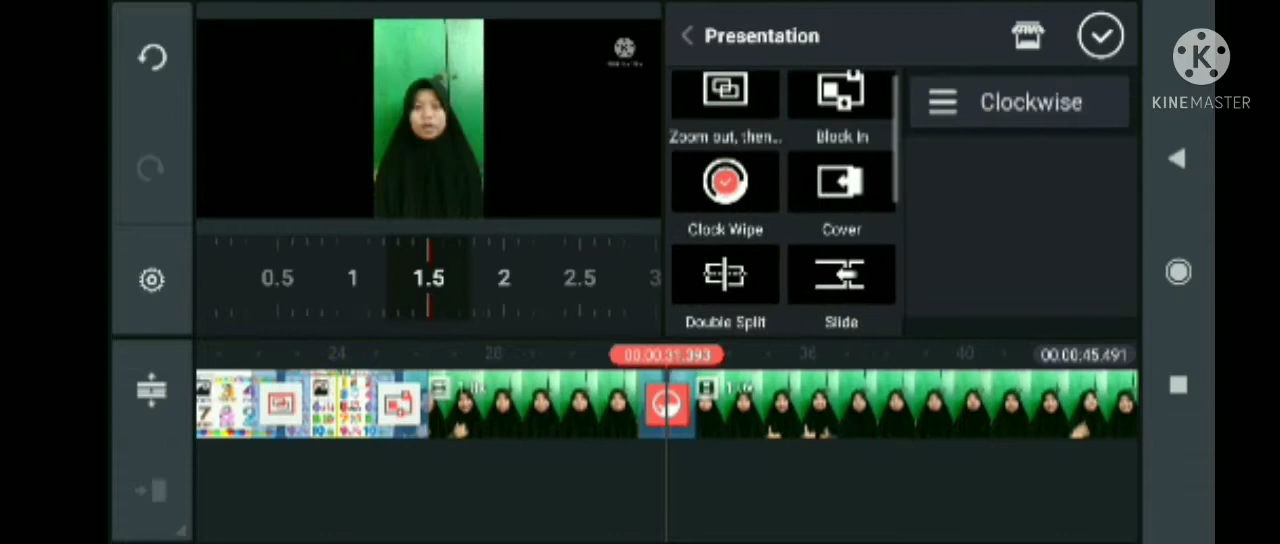 Presentation
Clockwise
KINEMASTER
Zoom out, then...
Block In
Clock Wipe
Cover
0.5 1 1.5 2 2.5 3
Double Split
Slide
24 28 00:00:31.393 36 40 00:00:45.491